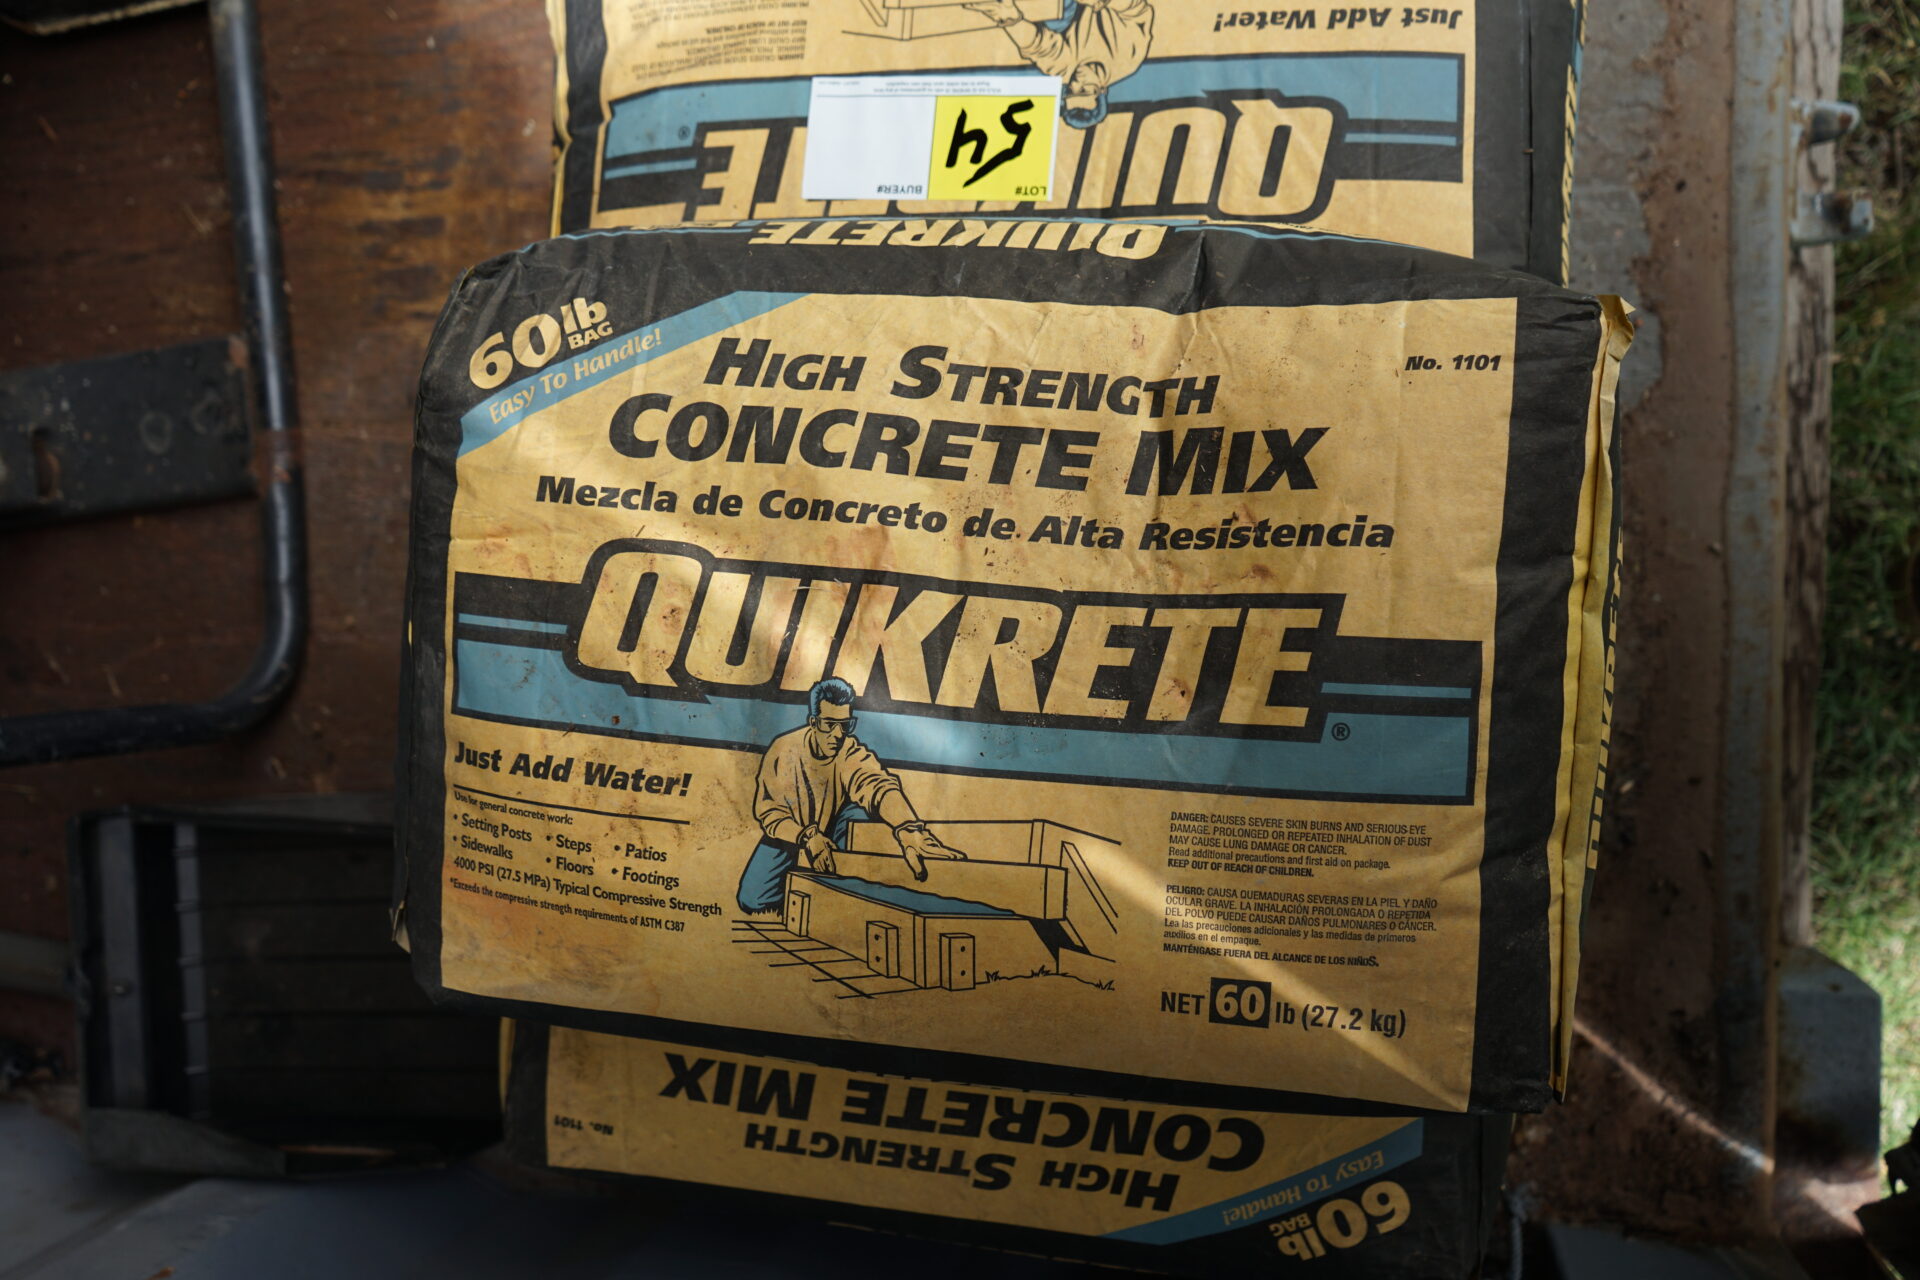 Just Add Water!
QUIKRETE
®
LOT#
54
BUYER#
QUIKRETE
60 lb
BAG
Easy To Handle!
HIGH STRENGTH
CONCRETE MIX
No. 1101
Mezcla de Concreto de Alta Resistencia
QUIKRETE
®
Just Add Water!
Use for general concrete work:
• Setting Posts • Steps • Patios
• Sidewalks • Floors • Footings
4000 PSI (27.5 MPa) Typical Compressive Strength
*Exceeds the compressive strength requirements of ASTM C387
DANGER: CAUSES SEVERE SKIN BURNS AND SERIOUS EYE
DAMAGE. PROLONGED OR REPEATED INHALATION OF DUST
MAY CAUSE LUNG DAMAGE OR CANCER.
Read additional precautions and first aid on package.
KEEP OUT OF REACH OF CHILDREN.
PELIGRO: CAUSA QUEMADURAS SEVERAS EN LA PIEL Y DAÑO
OCULAR GRAVE. LA INHALACIÓN PROLONGADA O REPETIDA
DEL POLVO PUEDE CAUSAR DAÑOS PULMONARES O CÁNCER.
Lea las precauciones adicionales y las medidas de primeros
auxilios en el empaque.
MANTÉNGASE FUERA DEL ALCANCE DE LOS NIÑOS.
NET 60 lb (27.2 kg)
QUIKRETE
60 lb
BAG
Easy To Handle!
HIGH STRENGTH
CONCRETE MIX
No. 1101